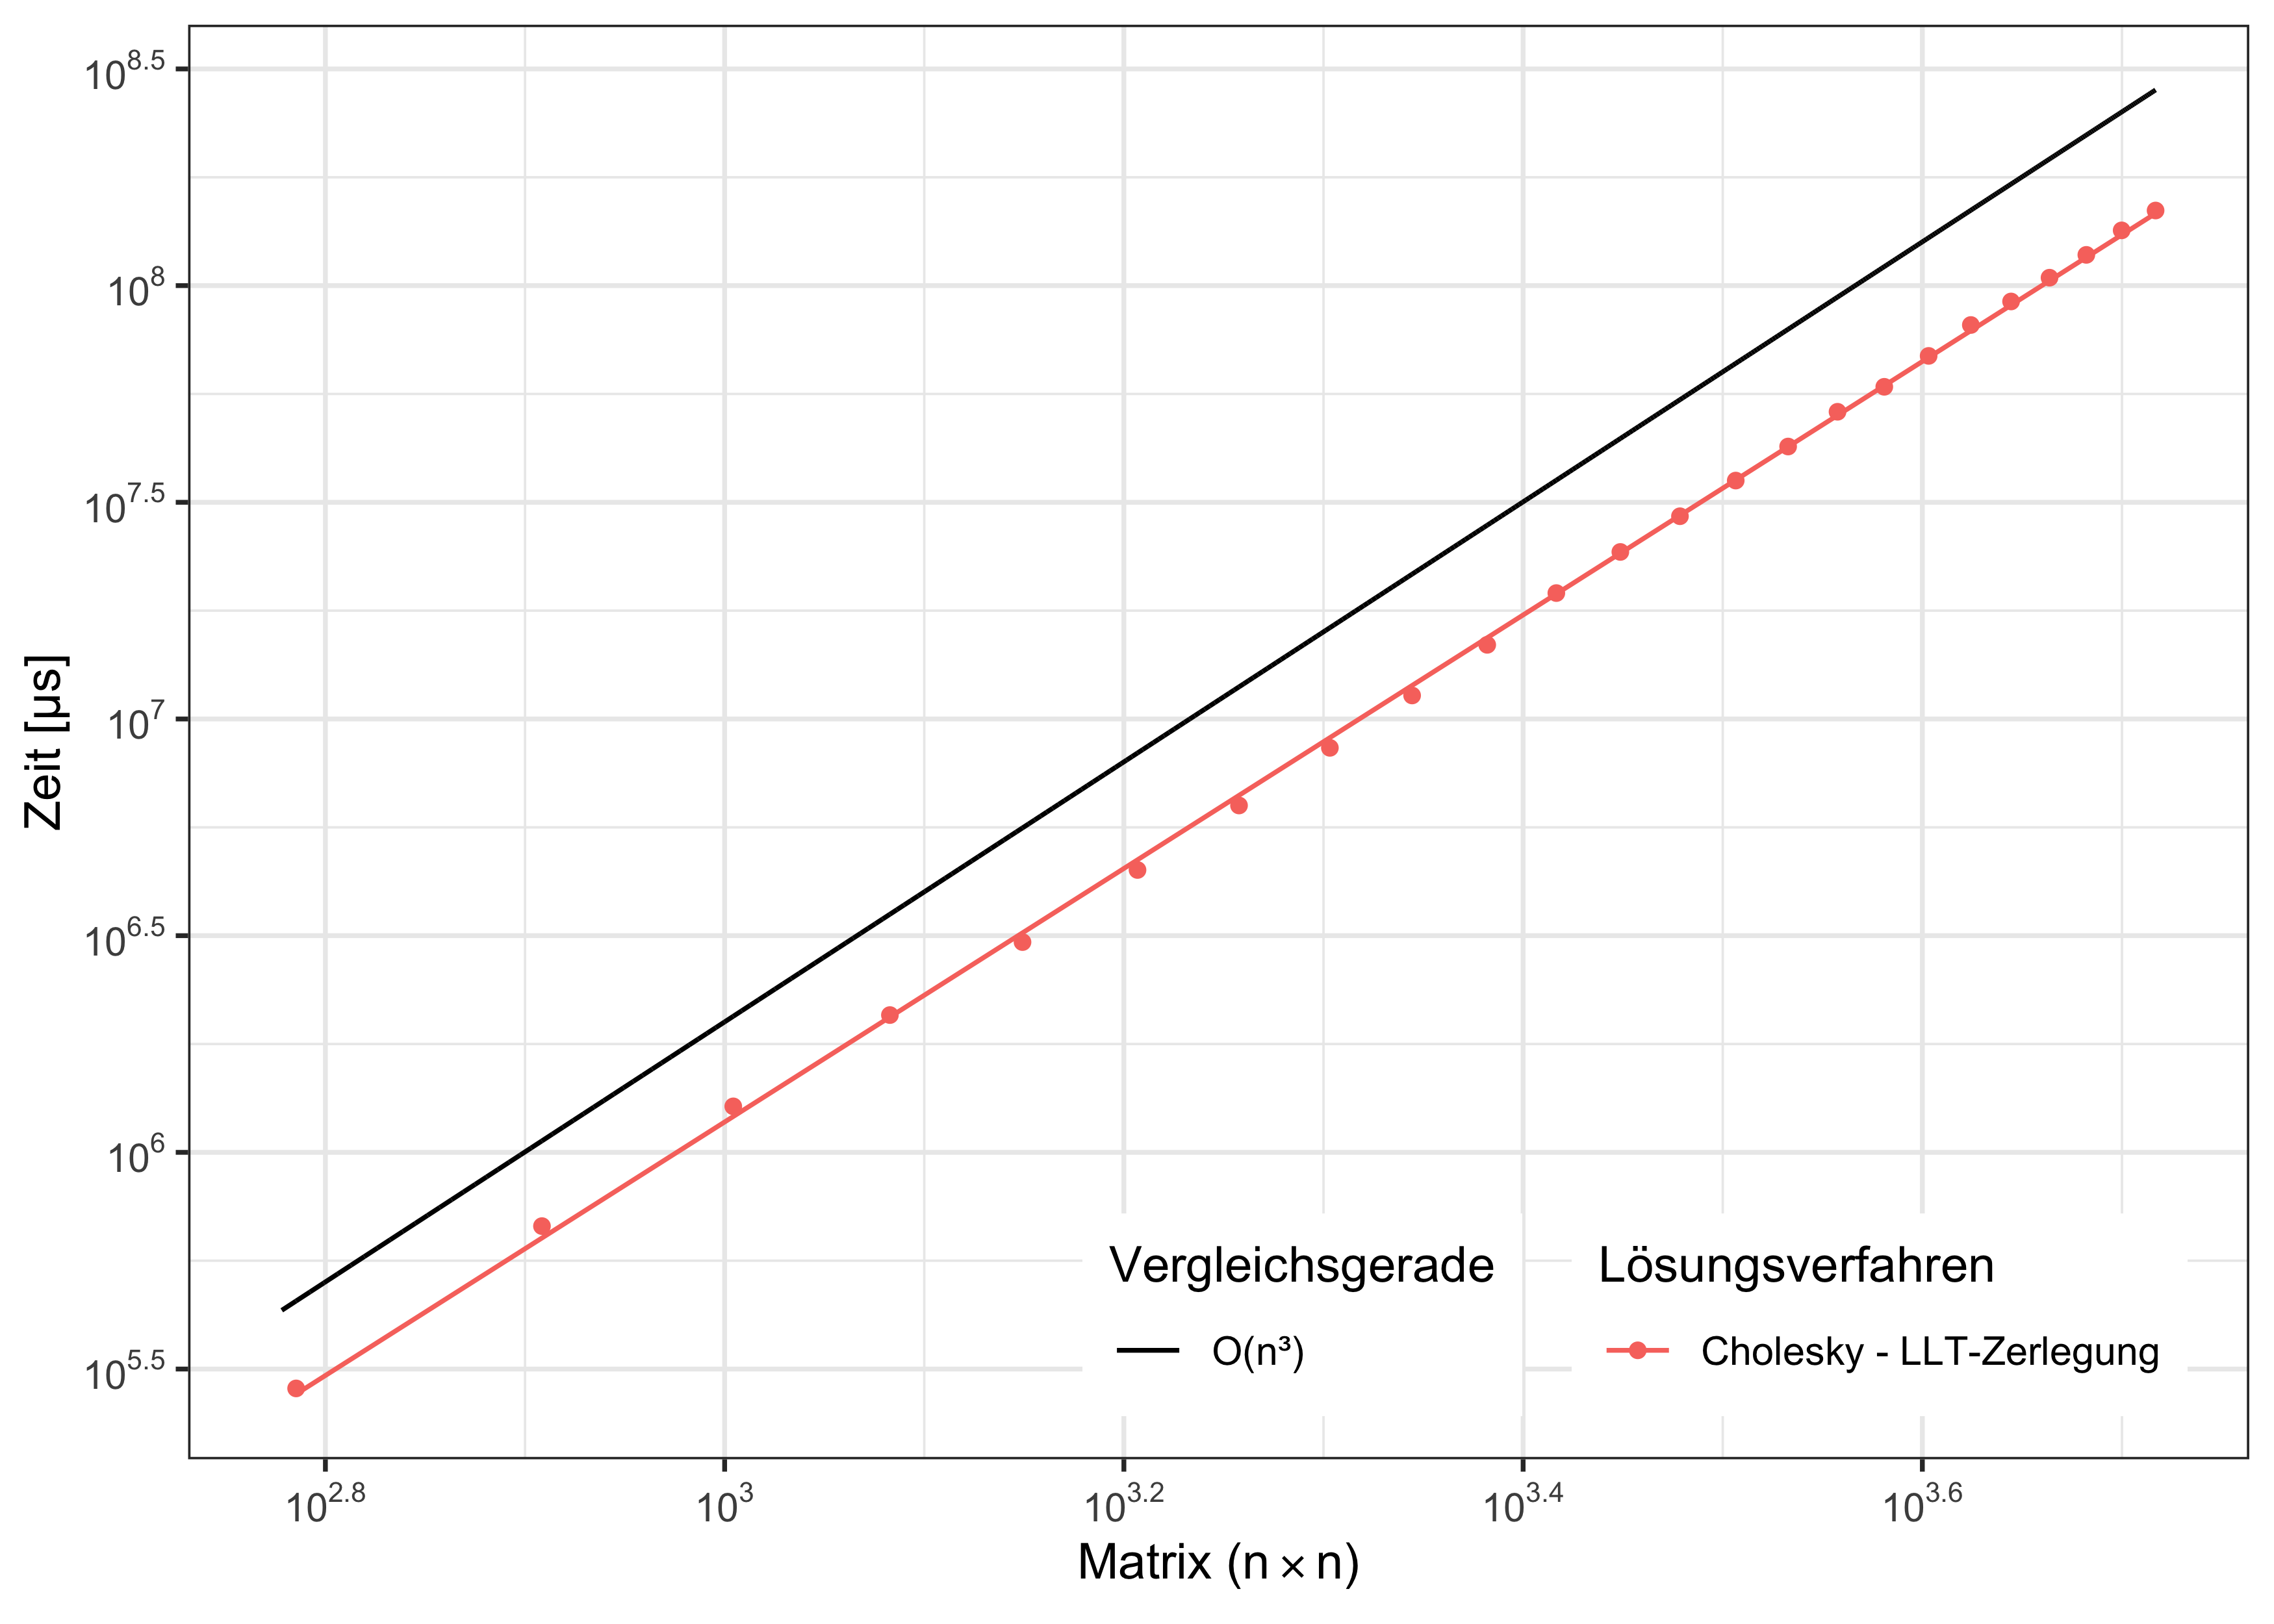 10^8.5
10^8
10^7.5
10^7
10^6.5
10^6
10^5.5
Zeit [µs]
Vergleichsgerade
O(n³)
Lösungsverfahren
Cholesky - LLT-Zerlegung
10^2.8 10^3 10^3.2 10^3.4 10^3.6
Matrix (n × n)